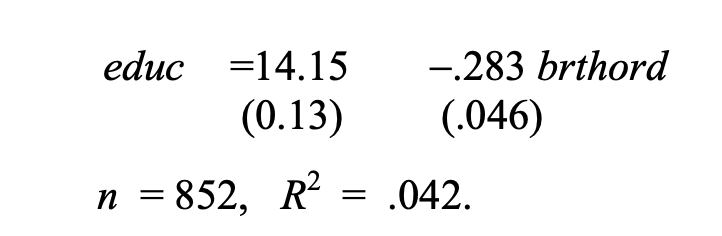 educ =14.15 –.283 brthord
(0.13) (.046)
n = 852, R² = .042.